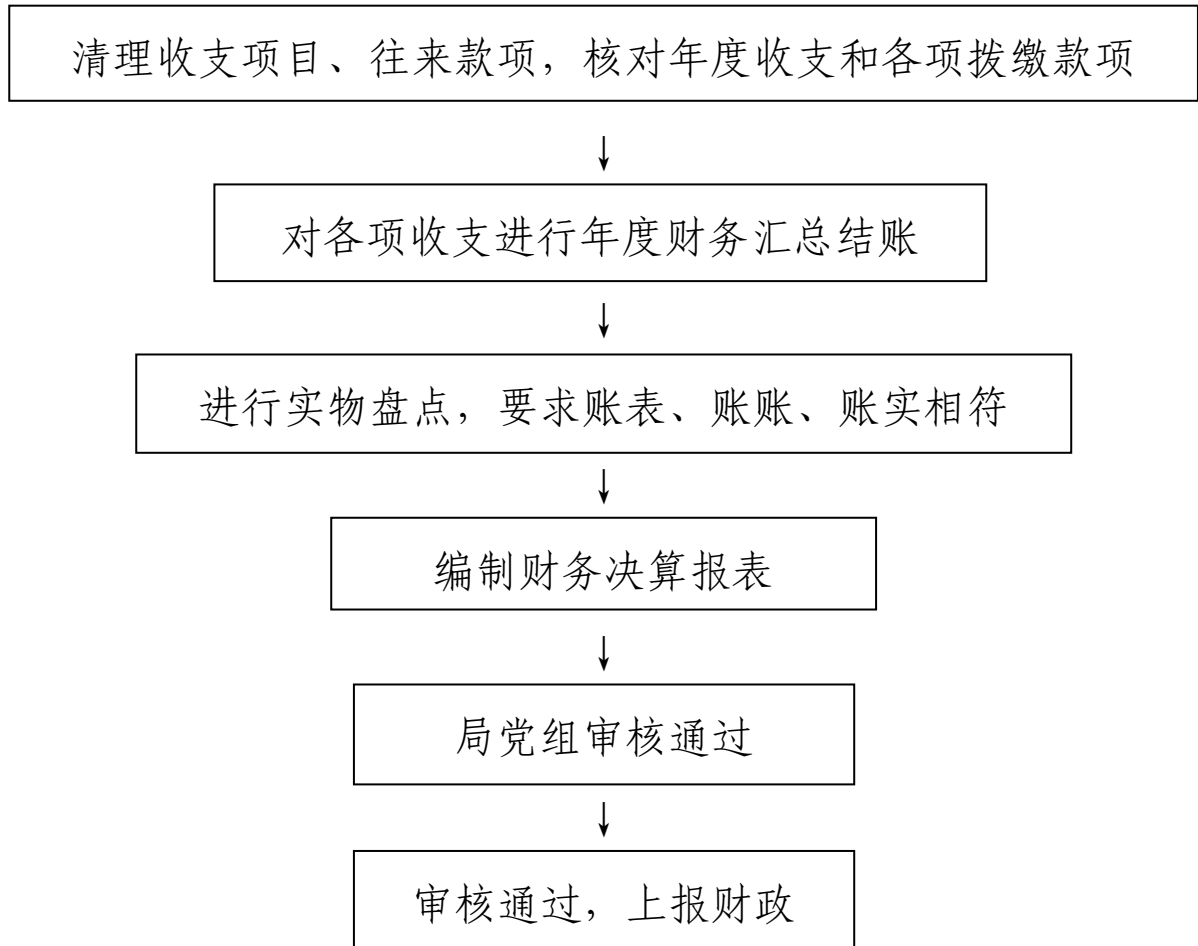 清理收支项目、往来款项，核对年度收支和各项拨缴款项
↓
对各项收支进行年度财务汇总结账
↓
进行实物盘点，要求账表、账账、账实相符
↓
编制财务决算报表
↓
局党组审核通过
↓
审核通过，上报财政